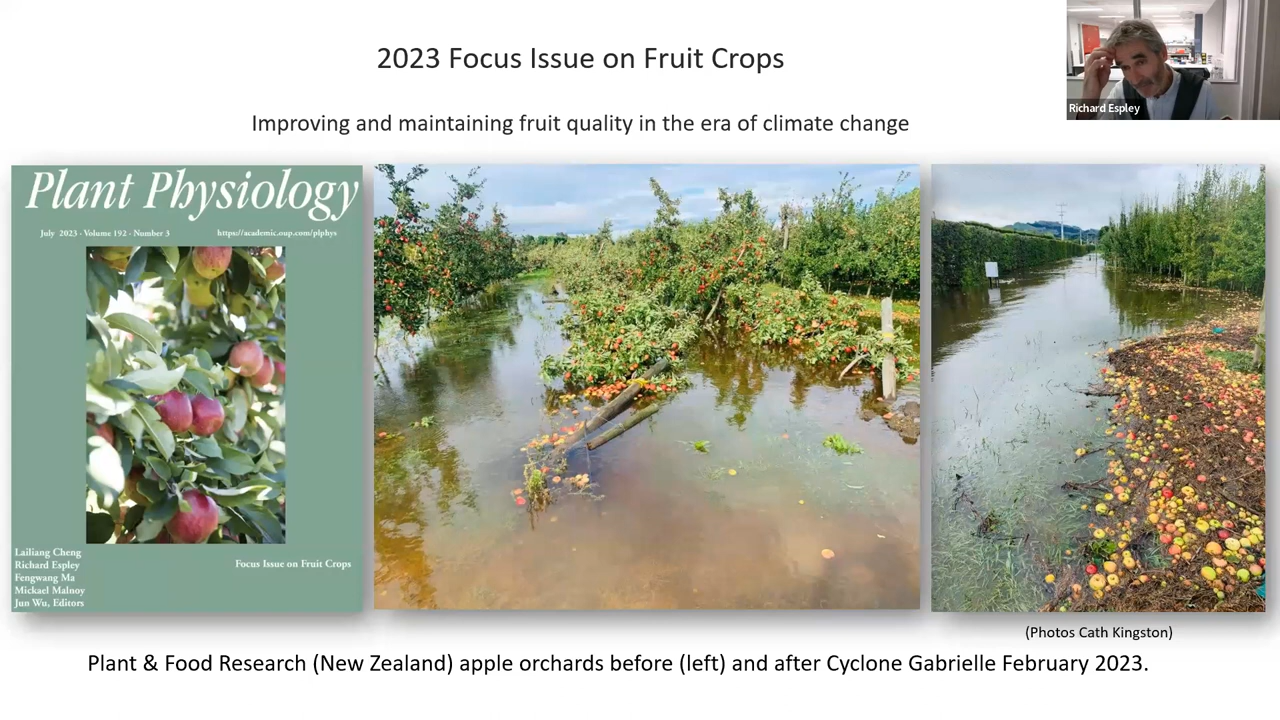 2023 Focus Issue on Fruit Crops
Richard Espley
Improving and maintaining fruit quality in the era of climate change
Plant Physiology
July 2023 · Volume 192 · Number 3
https://academic.oup.com/plphys
Lailiang Cheng
Richard Espley
Fengwang Ma
Mickael Malnoy
Jun Wu, Editors
Focus Issue on Fruit Crops
(Photos Cath Kingston)
Plant & Food Research (New Zealand) apple orchards before (left) and after Cyclone Gabrielle February 2023.